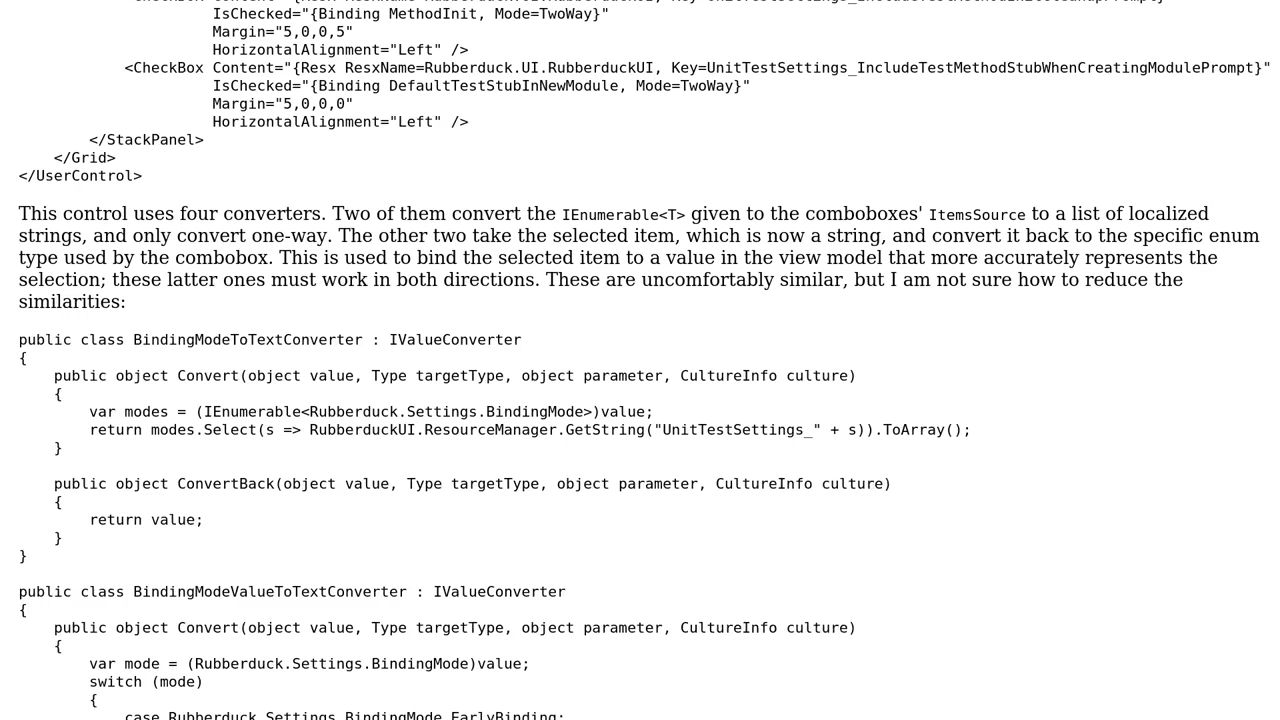 IsChecked="{Binding MethodInit, Mode=TwoWay}"
Margin="5,0,0,5"
HorizontalAlignment="Left" />
<CheckBox Content="{Resx ResxName=Rubberduck.UI.RubberduckUI, Key=UnitTestSettings_IncludeTestMethodStubWhenCreatingModulePrompt}"
IsChecked="{Binding DefaultTestStubInNewModule, Mode=TwoWay}"
Margin="5,0,0,0"
HorizontalAlignment="Left" />
</StackPanel>
</Grid>
</UserControl>
This control uses four converters. Two of them convert the IEnumerable<T> given to the comboboxes' ItemsSource to a list of localized
strings, and only convert one-way. The other two take the selected item, which is now a string, and convert it back to the specific enum
type used by the combobox. This is used to bind the selected item to a value in the view model that more accurately represents the
selection; these latter ones must work in both directions. These are uncomfortably similar, but I am not sure how to reduce the
similarities:
public class BindingModeToTextConverter : IValueConverter
{
public object Convert(object value, Type targetType, object parameter, CultureInfo culture)
{
var modes = (IEnumerable<Rubberduck.Settings.BindingMode>)value;
return modes.Select(s => RubberduckUI.ResourceManager.GetString("UnitTestSettings_" + s)).ToArray();
}
public object ConvertBack(object value, Type targetType, object parameter, CultureInfo culture)
{
return value;
}
}
public class BindingModeValueToTextConverter : IValueConverter
{
public object Convert(object value, Type targetType, object parameter, CultureInfo culture)
{
var mode = (Rubberduck.Settings.BindingMode)value;
switch (mode)
{
case Rubberduck.Settings.BindingMode.EarlyBinding: